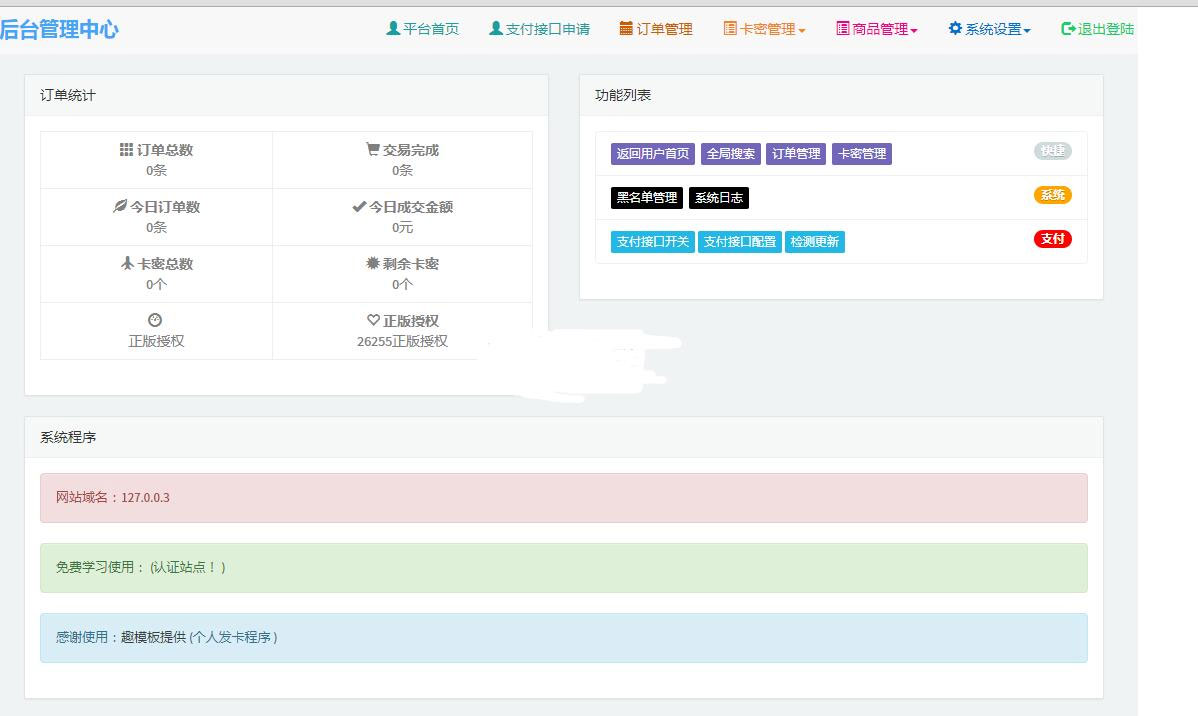 后台管理中心 平台首页 支付接口申请 订单管理 卡密管理 商品管理 系统设置 退出登陆
订单统计
订单总数 交易完成
0条 0条
今日订单数 今日成交金额
0条 0元
卡密总数 剩余卡密
0个 0个
正版授权
正版授权 26255正版授权
功能列表
返回用户首页 全局搜索 订单管理 卡密管理 快捷
黑名单管理 系统日志 系统
支付接口开关 支付接口配置 检测更新 支付
系统程序
网站域名：127.0.0.3
免费学习使用： (认证站点！)
感谢使用：趣模板提供 (个人发卡程序)